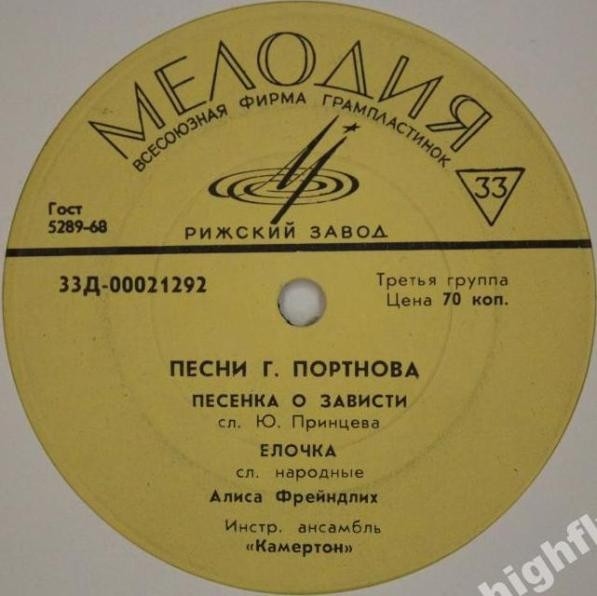 МЕЛОДИЯ
ВСЕСОЮЗНАЯ ФИРМА ГРАМПЛАСТИНОК
33
Гост
5289-68
РИЖСКИЙ ЗАВОД
33Д-00021292
Третья группа
Цена 70 коп.
ПЕСНИ Г. ПОРТНОВА
ПЕСЕНКА О ЗАВИСТИ
сл. Ю. Принцева
ЕЛОЧКА
сл. народные
Алиса Фрейндлих
Инстр. ансамбль
«Камертон»
highfl